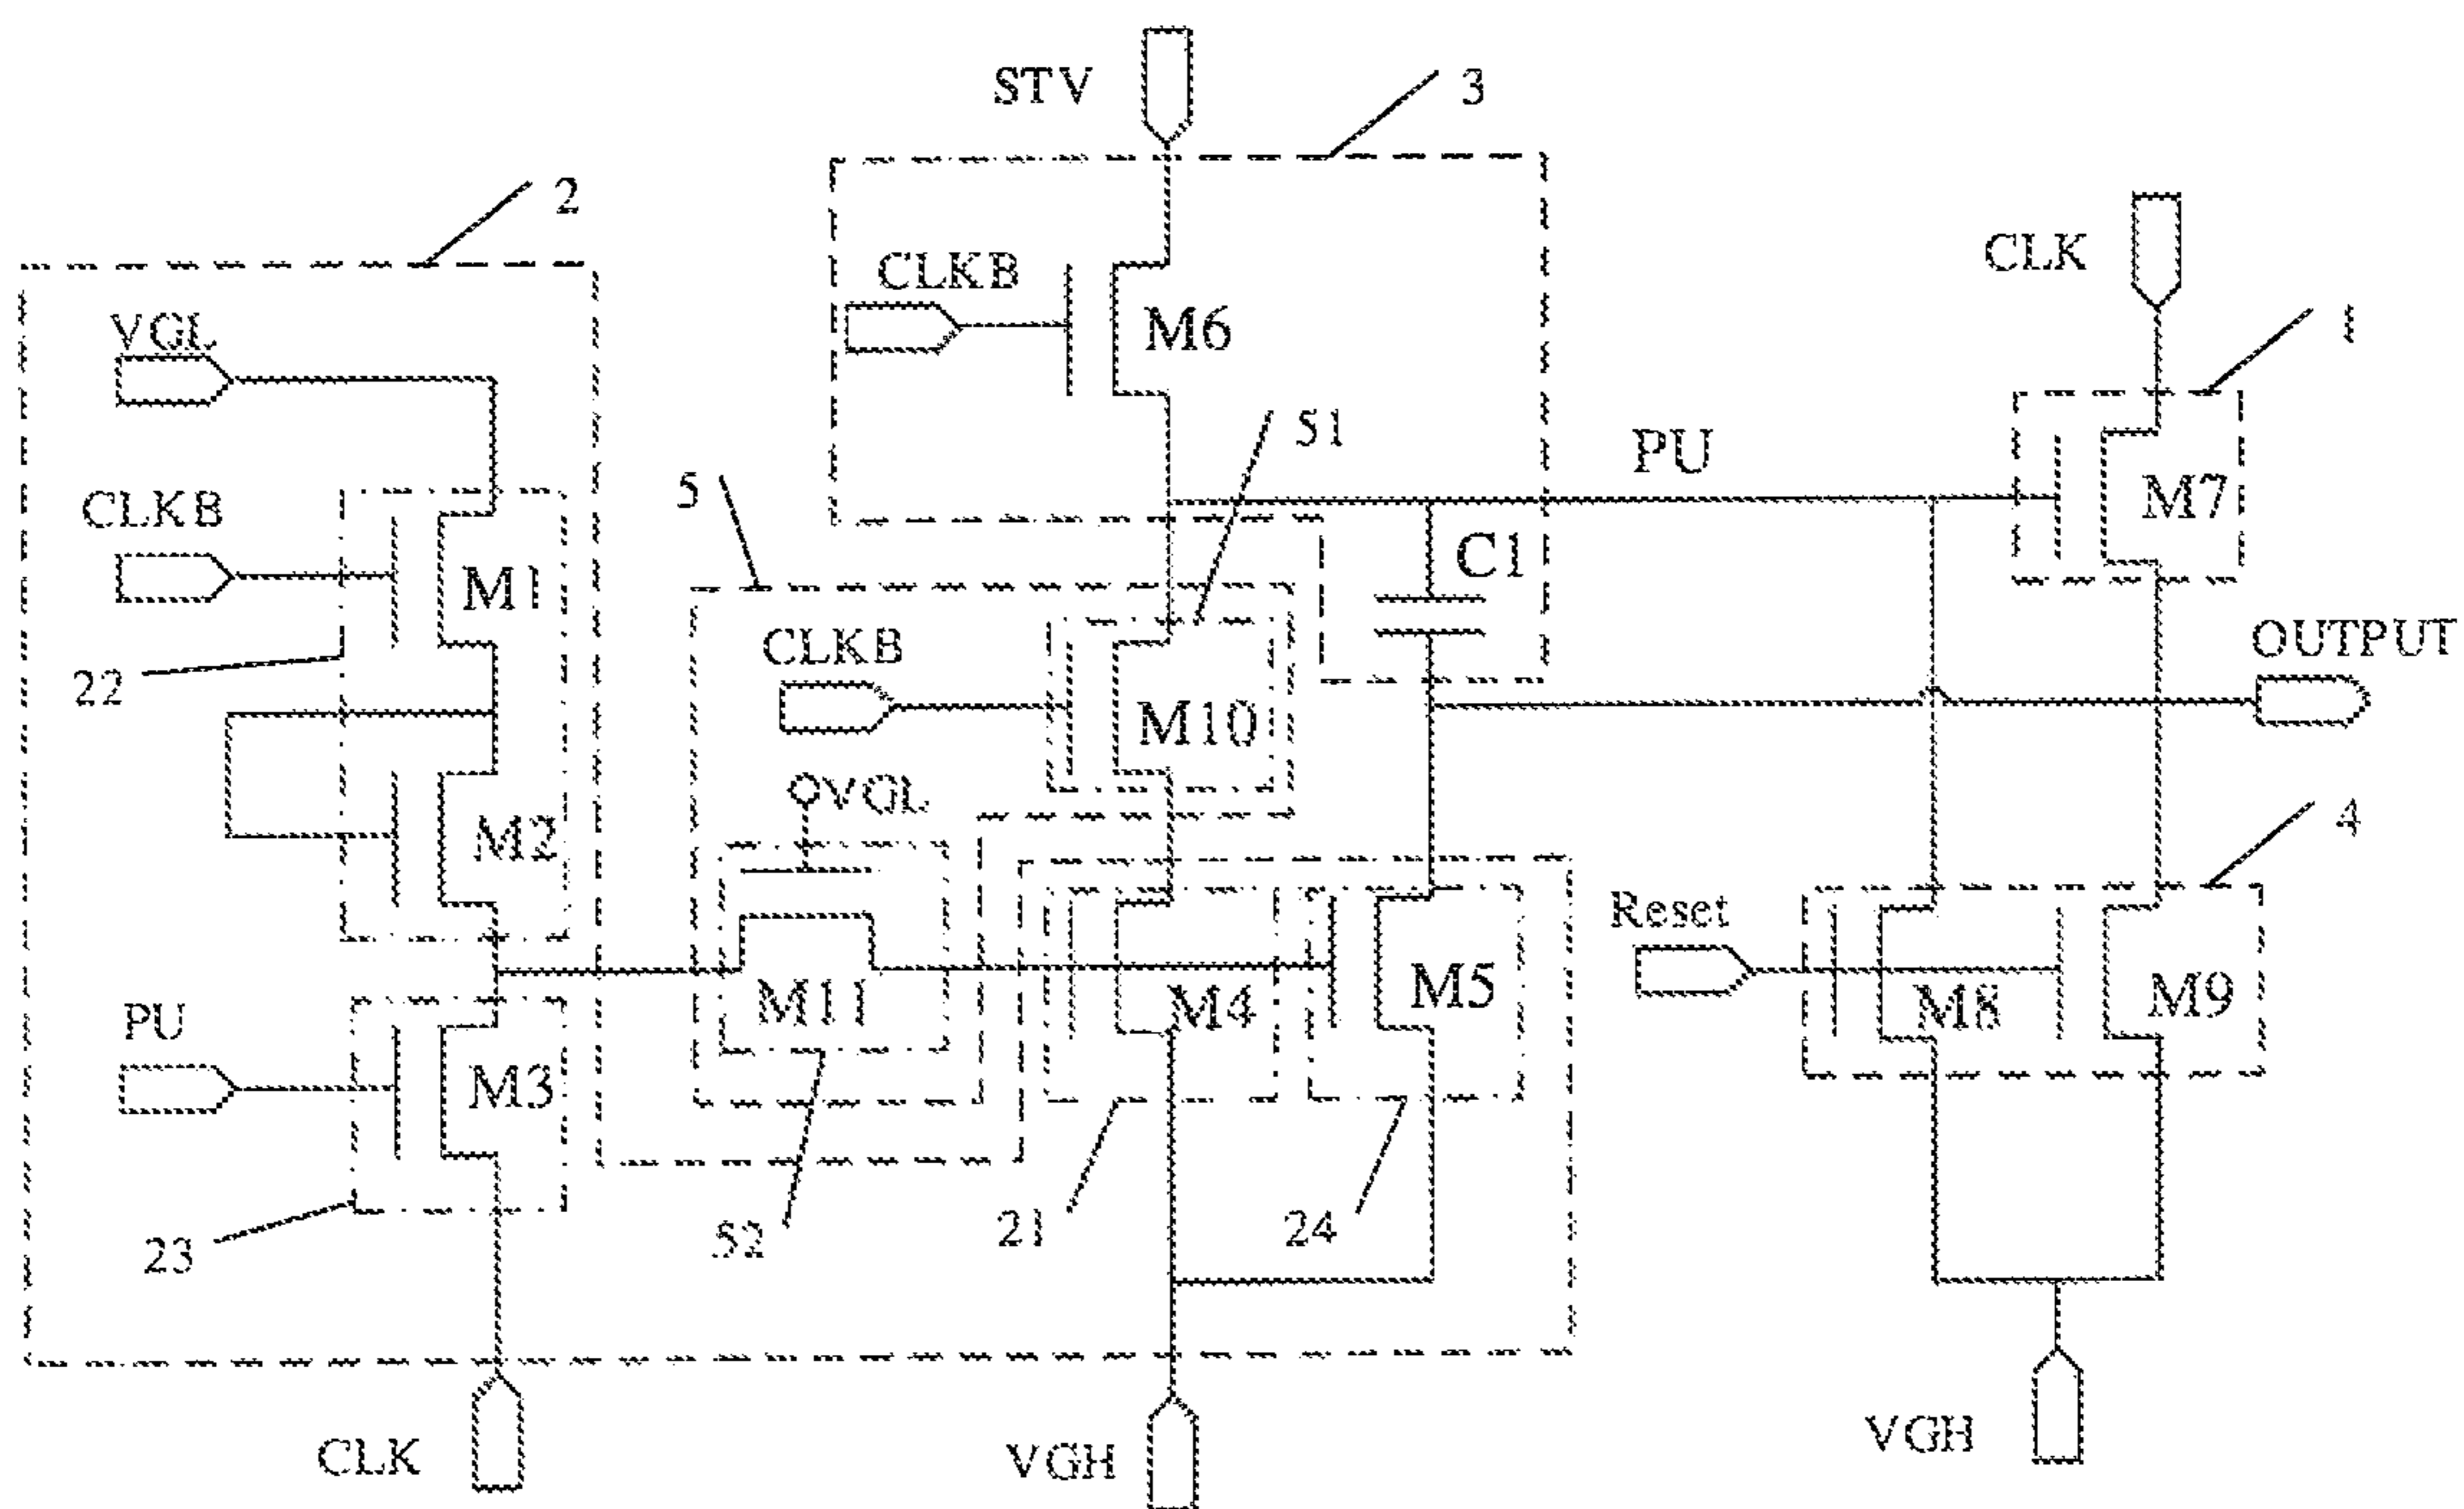 STV
3
2
CLKB
CLK
M6
VGL
1
51
PU
5
CLKB
M7
C1
M1
CLKB
OUTPUT
22
M10
VGL
M2
4
Reset
M11
M4
M5
M8
M9
PU
M3
23
52
21
24
CLK
VGH
VGH